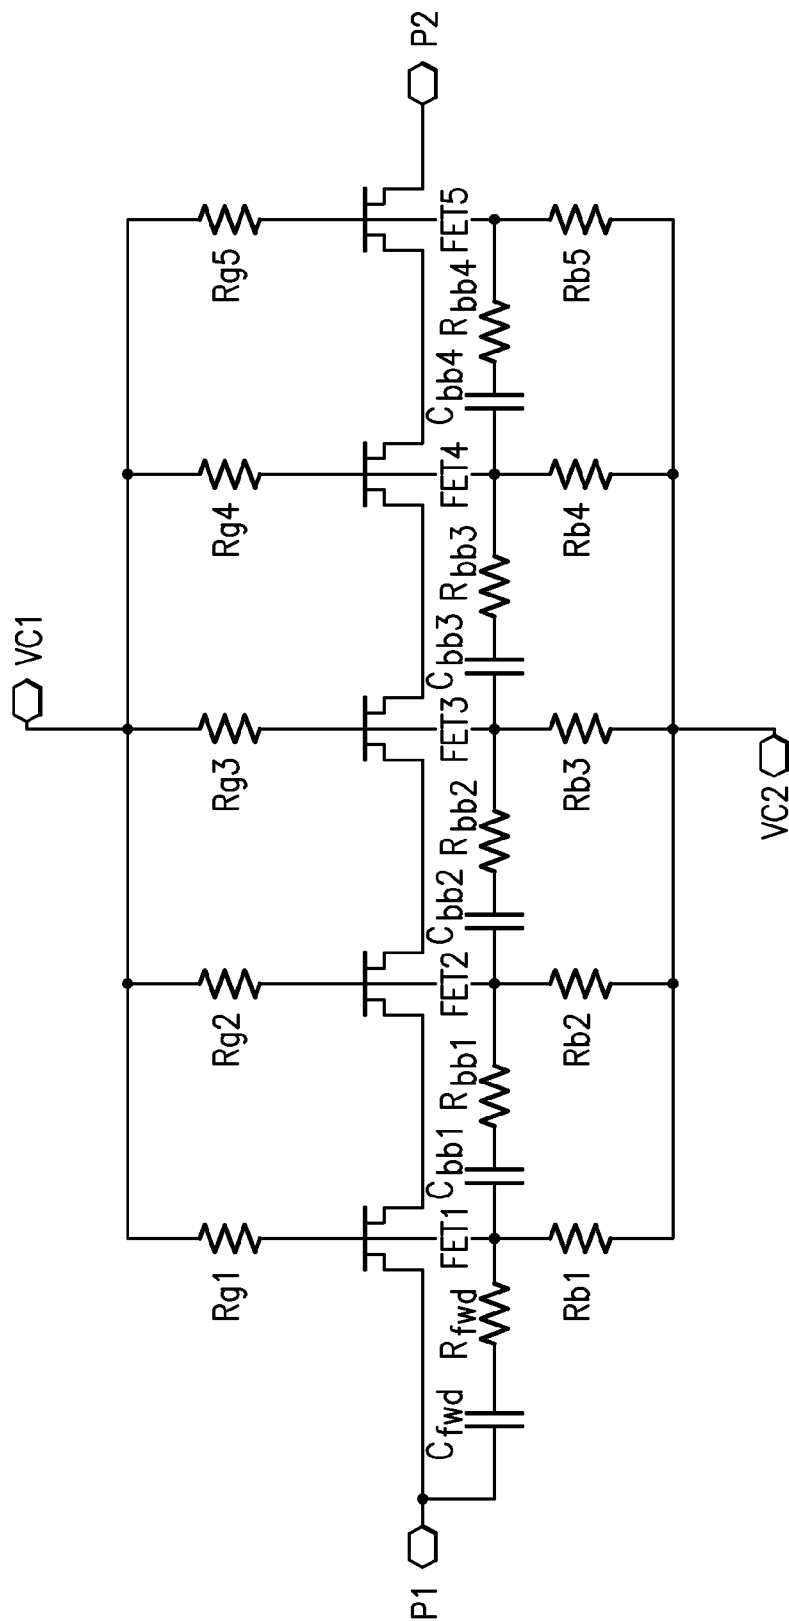 VC1
Rg1
Rg2
Rg3
Rg4
Rg5
P1
P2
FET1
FET2
FET3
FET4
FET5
Cfwd
Rfwd
Cbb1
Rbb1
Cbb2
Rbb2
Cbb3
Rbb3
Cbb4
Rbb4
Rb1
Rb2
Rb3
Rb4
Rb5
VC2